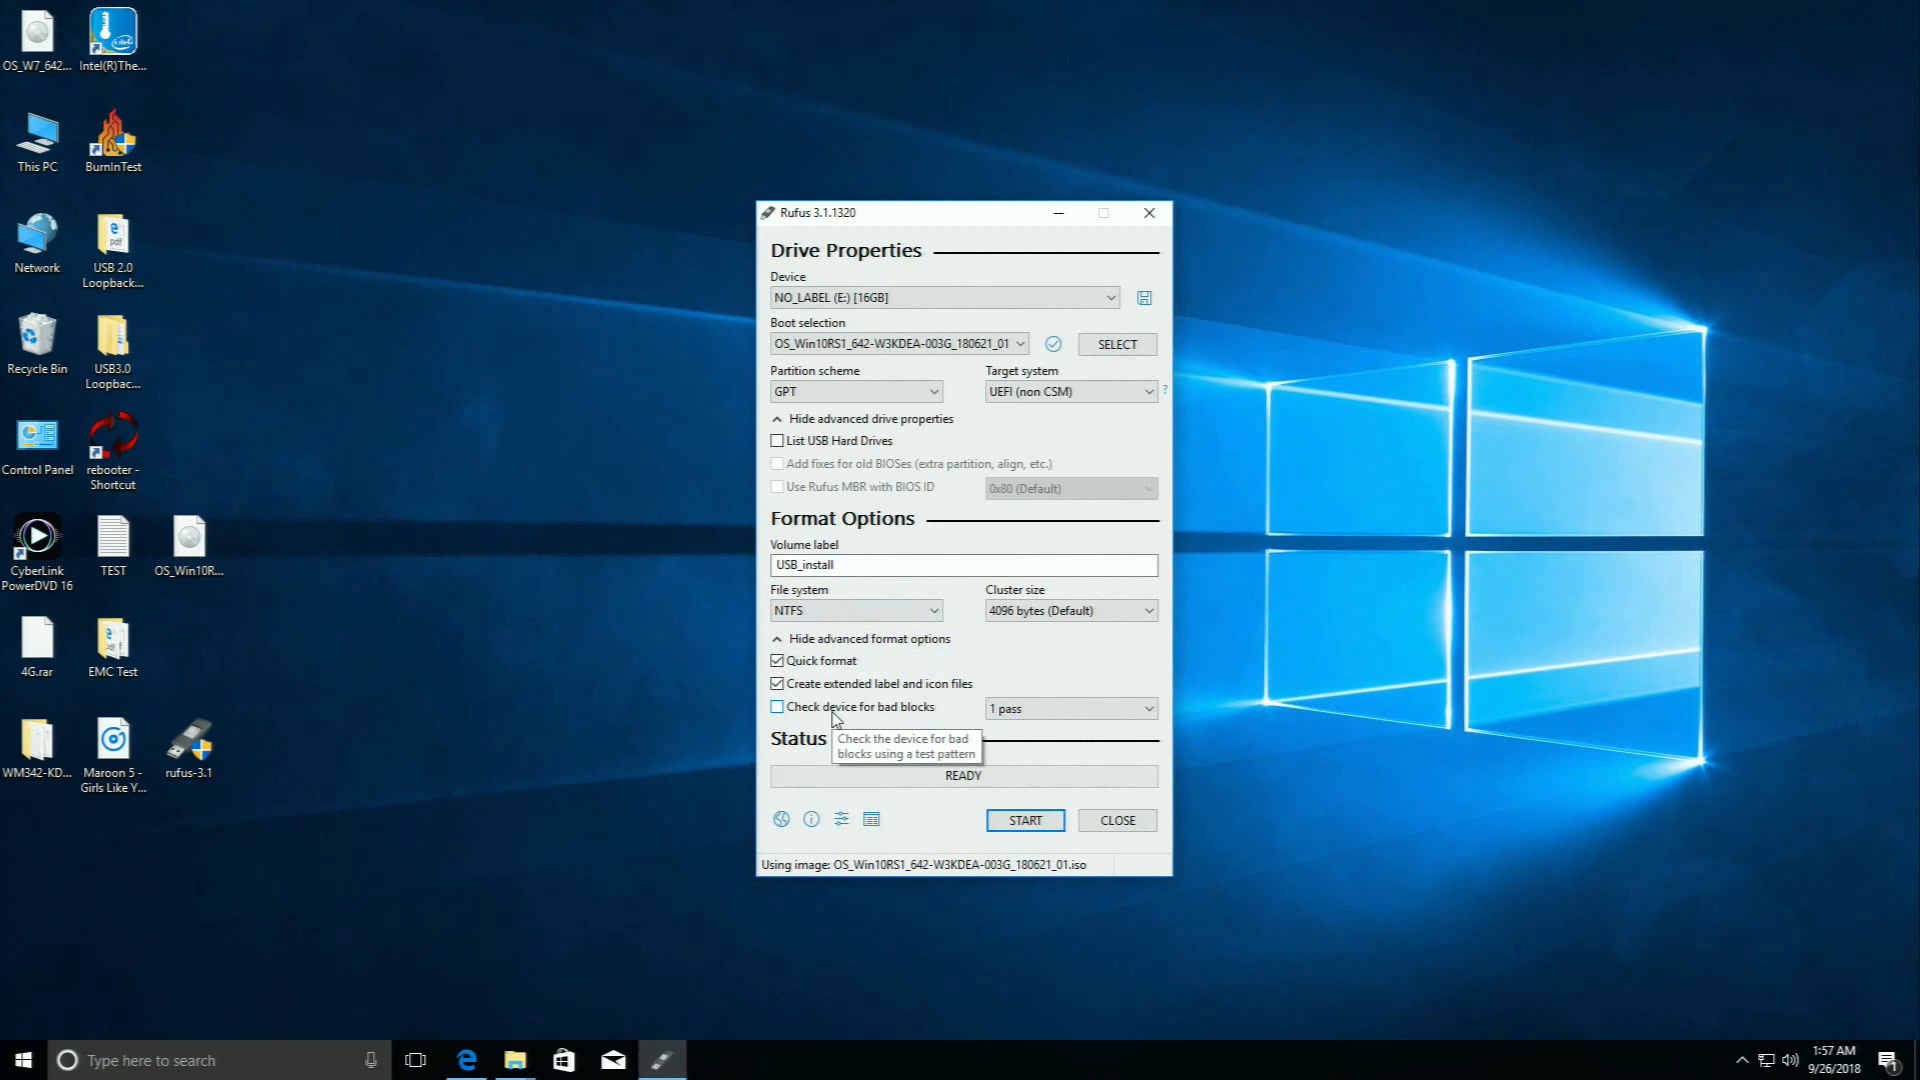 OS_W7_642...
Intel(R)The...
This PC
BurnInTest
Network
USB 2.0
Loopback...
Recycle Bin
USB3.0
Loopbac...
Control Panel
rebooter -
Shortcut
CyberLink
PowerDVD 16
TEST
OS_Win10R...
4G.rar
EMC Test
WM342-KD...
Maroon 5 -
Girls Like Y...
rufus-3.1
Rufus 3.1.1320
Drive Properties
Device
NO_LABEL (E:) [16GB]
Boot selection
OS_Win10RS1_642-W3KDEA-003G_180621_01
SELECT
Partition scheme
Target system
GPT
UEFI (non CSM)
?
Hide advanced drive properties
List USB Hard Drives
Add fixes for old BIOSes (extra partition, align, etc.)
Use Rufus MBR with BIOS ID
0x80 (Default)
Format Options
Volume label
USB_install
File system
Cluster size
NTFS
4096 bytes (Default)
Hide advanced format options
Quick format
Create extended label and icon files
Check device for bad blocks
1 pass
Status
Check the device for bad
blocks using a test pattern
READY
START
CLOSE
Using image: OS_Win10RS1_642-W3KDEA-003G_180621_01.iso
Type here to search
1:57 AM
9/26/2018
1